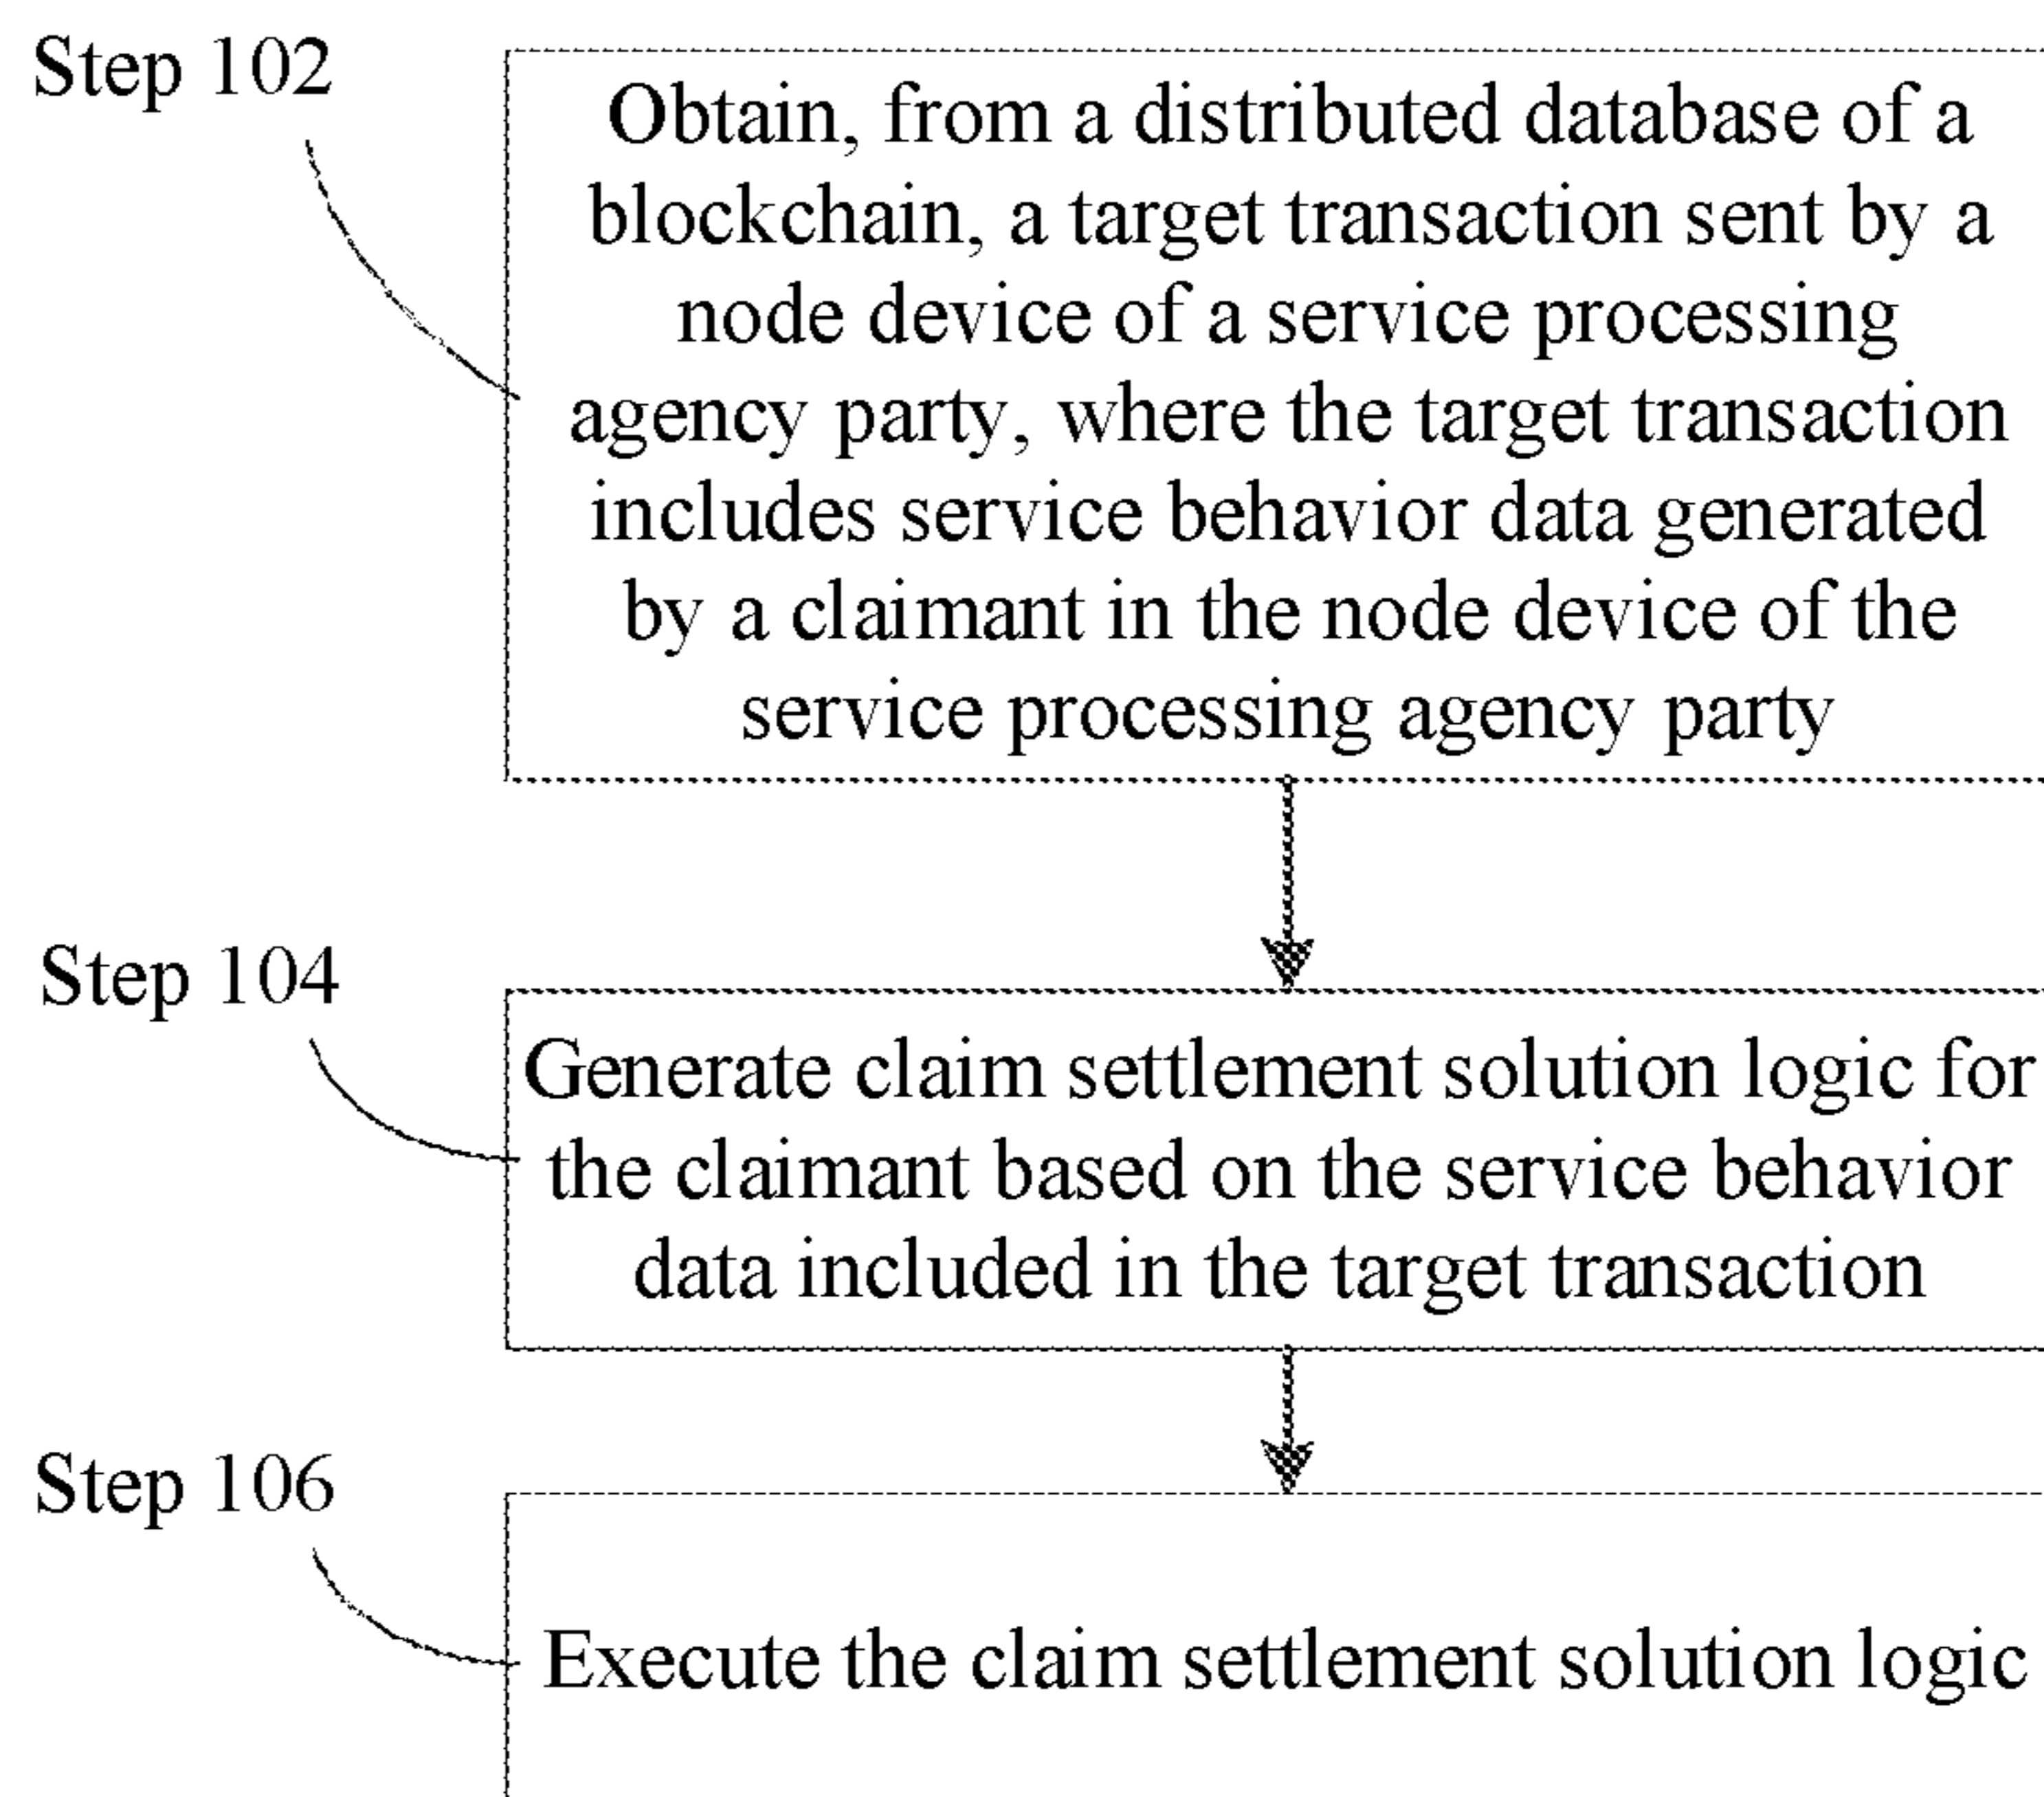 Step 102
Obtain, from a distributed database of a
blockchain, a target transaction sent by a
node device of a service processing
agency party, where the target transaction
includes service behavior data generated
by a claimant in the node device of the
service processing agency party
Step 104
Generate claim settlement solution logic for
the claimant based on the service behavior
data included in the target transaction
Step 106
Execute the claim settlement solution logic